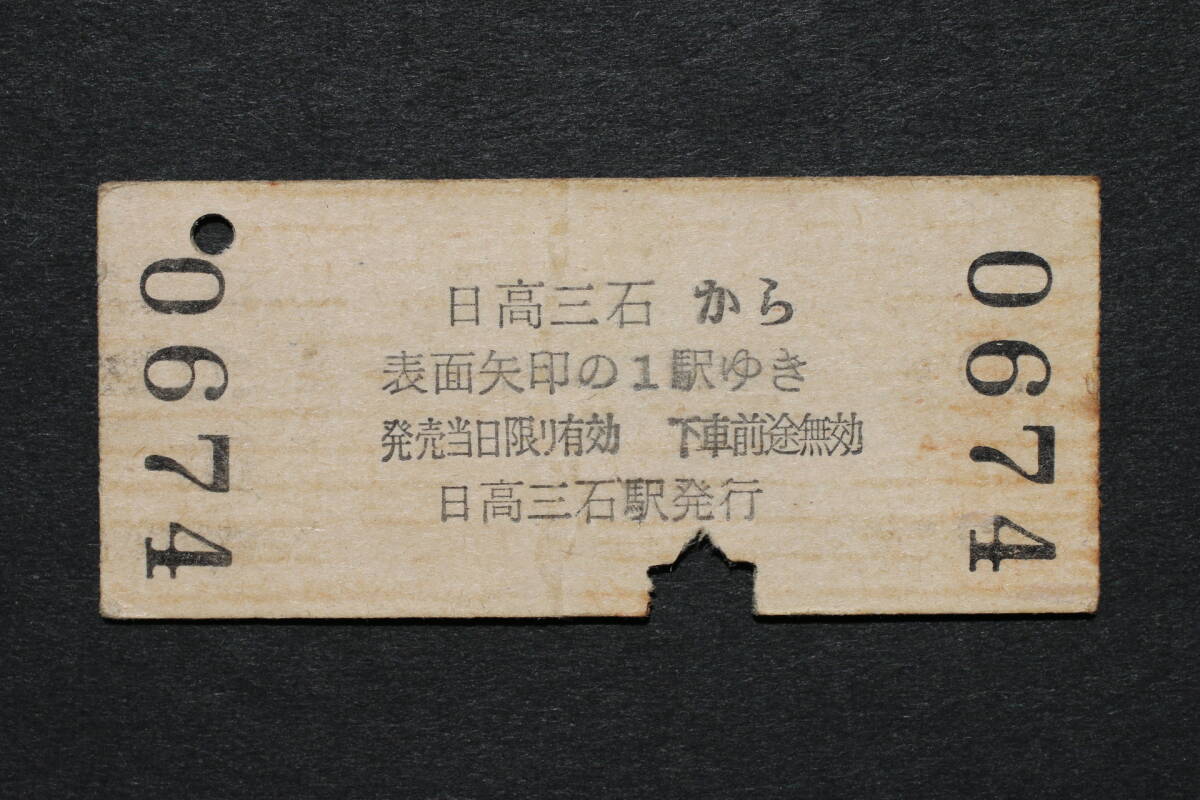 0674
日高三石から
表面矢印の1駅ゆき
発売当日限り有効 下車前途無効
日高三石駅発行
0674